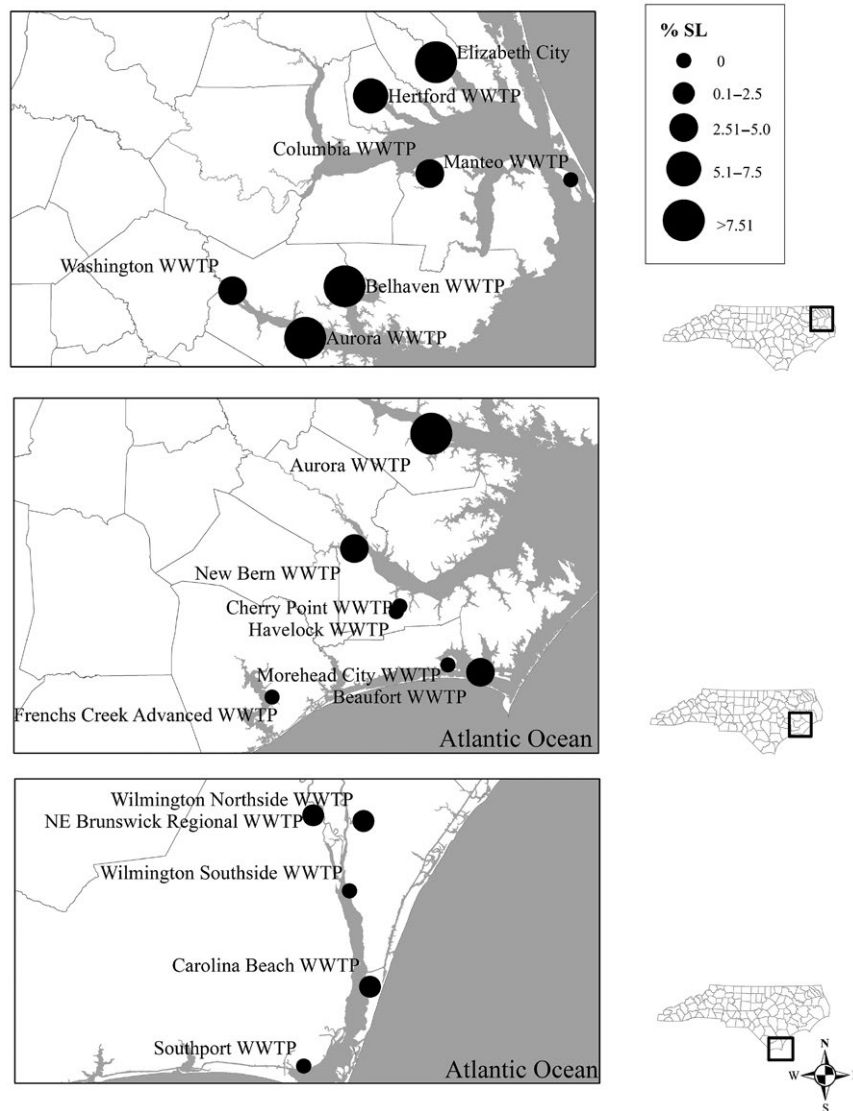 Elizabeth City
Hertford WWTP
Columbia WWTP
Manteo WWTP
Washington WWTP
Belhaven WWTP
Aurora WWTP
% SL
0
0.1–2.5
2.51–5.0
5.1–7.5
>7.51
Aurora WWTP
New Bern WWTP
Cherry Point WWTP
Havelock WWTP
Morehead City WWTP
Beaufort WWTP
Frenchs Creek Advanced WWTP
Atlantic Ocean
Wilmington Northside WWTP
NE Brunswick Regional WWTP
Wilmington Southside WWTP
Carolina Beach WWTP
Southport WWTP
Atlantic Ocean
N
W
S